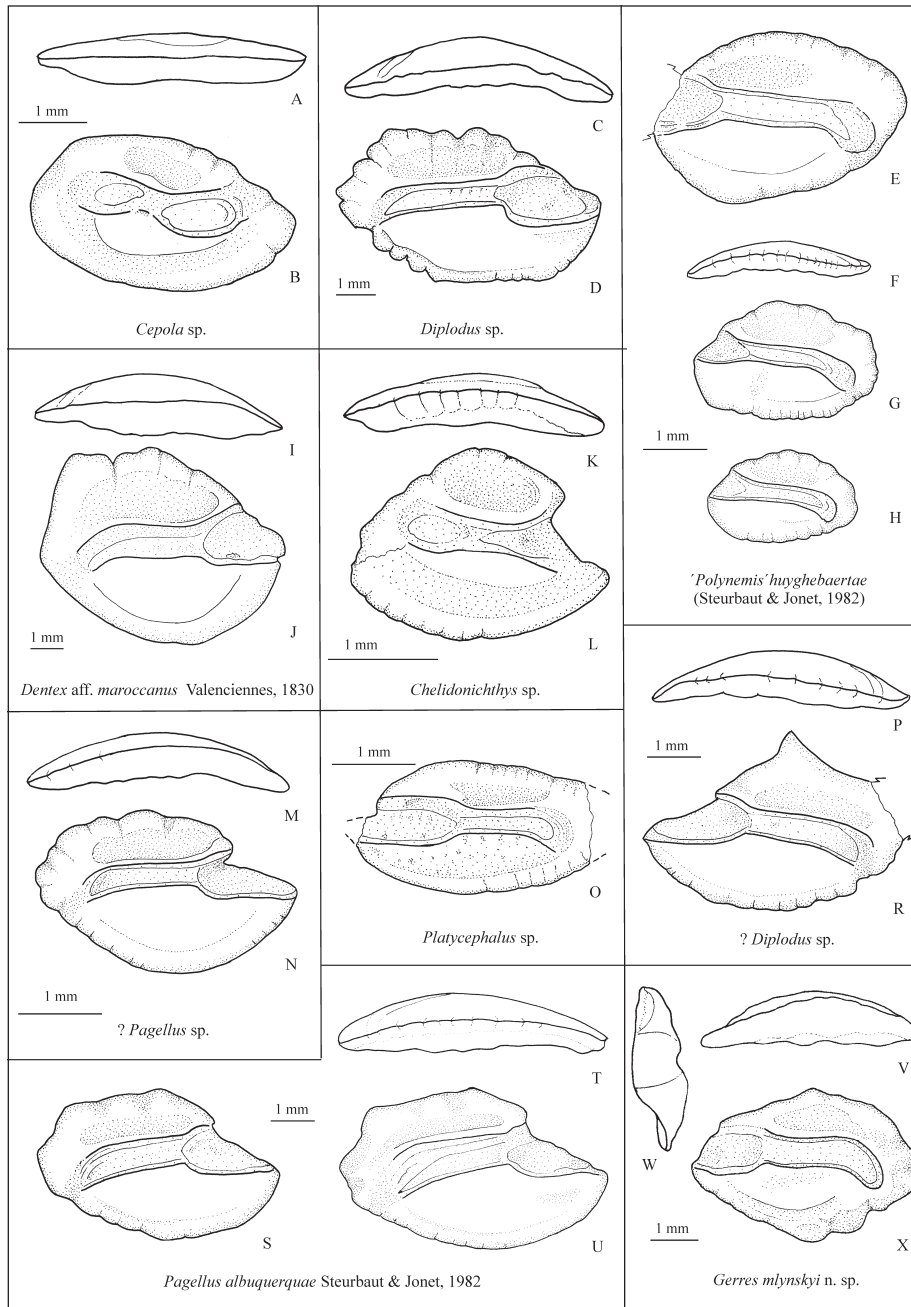 A
1 mm
B
Cepola sp.
C
D
1 mm
Diplodus sp.
E
F
G
1 mm
H
´Polynemis´ huyghebaertae
(Steurbaut & Jonet, 1982)
I
J
1 mm
Dentex aff. maroccanus Valenciennes, 1830
K
L
1 mm
Chelidonichthys sp.
M
N
1 mm
? Pagellus sp.
1 mm
O
Platycephalus sp.
P
1 mm
R
? Diplodus sp.
T
1 mm
S
U
Pagellus albuquerquae Steurbaut & Jonet, 1982
V
W
1 mm
X
Gerres mlynskyi n. sp.